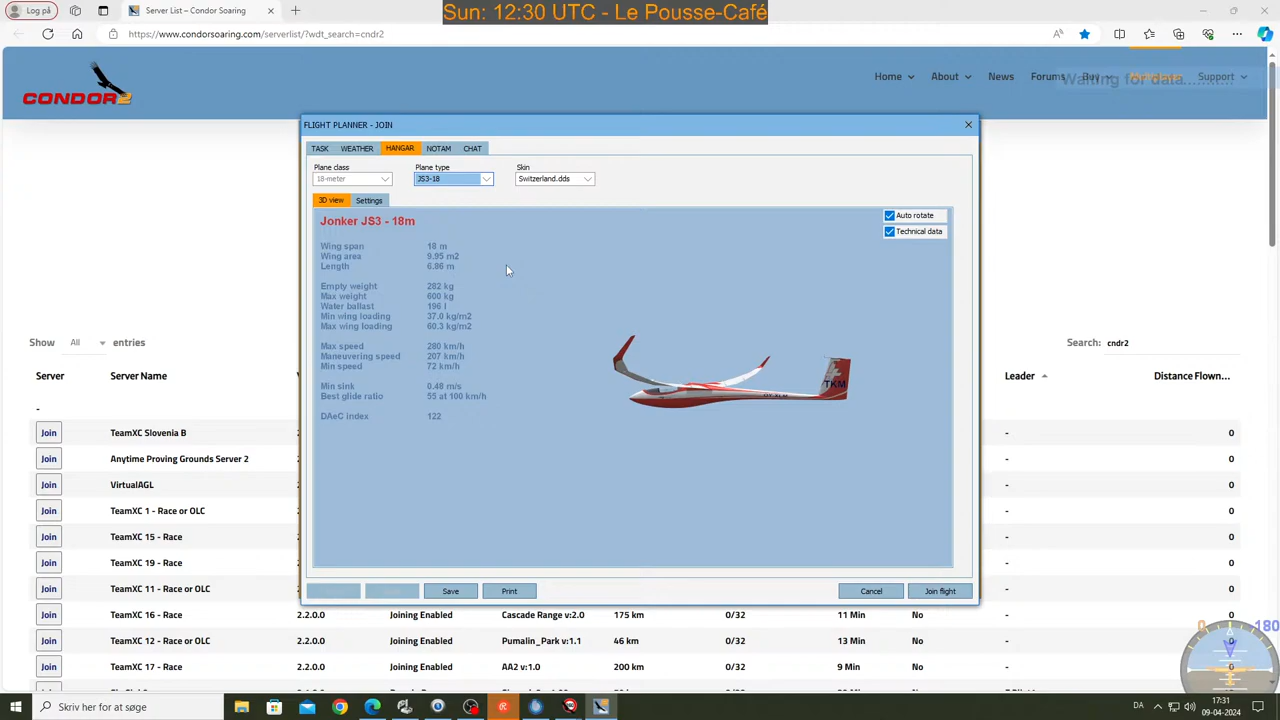 Sun: 12:30 UTC - Le Pousse-Café
Log på
Server List – Condor Soaring
https://www.condorsoaring.com/serverlist/?wdt_search=cndr2
CONDOR2
Home
About
News
Forums
Buy
Support
Waiting for data.........
FLIGHT PLANNER - JOIN
TASK
WEATHER
HANGAR
NOTAM
CHAT
Plane class
Plane type
Skin
18-meter
JS3-18
Switzerland.dds
3D view
Settings
Auto rotate
Technical data
Jonker JS3 - 18m
Wing span 18 m
Wing area 9.95 m2
Length 6.86 m
Empty weight 282 kg
Max weight 600 kg
Water ballast 196 l
Min wing loading 37.0 kg/m2
Max wing loading 60.3 kg/m2
Max speed 280 km/h
Maneuvering speed 207 km/h
Min speed 72 km/h
Min sink 0.48 m/s
Best glide ratio 55 at 100 km/h
DAeC index 122
TKM
Save
Print
Cancel
Join flight
Show All entries
Search: cndr2
Server
Server Name
Leader
Distance Flown...
-
Join TeamXC Slovenia B - 0
Join Anytime Proving Grounds Server 2 - 0
Join VirtualAGL - 0
Join TeamXC 1 - Race or OLC - 0
Join TeamXC 15 - Race - 0
Join TeamXC 19 - Race - 0
Join TeamXC 11 - Race or OLC - 0
Join TeamXC 16 - Race 2.2.0.0 Joining Enabled Cascade Range v:2.0 175 km 0/32 11 Min No - 0
Join TeamXC 12 - Race or OLC 2.2.0.0 Joining Enabled Pumalin_Park v:1.1 46 km 0/32 13 Min No - 0
Join TeamXC 17 - Race 2.2.0.0 Joining Enabled AA2 v:1.0 200 km 0/32 9 Min No - 0
0
180
Skriv her for at søge
DA
17:31
09-04-2024